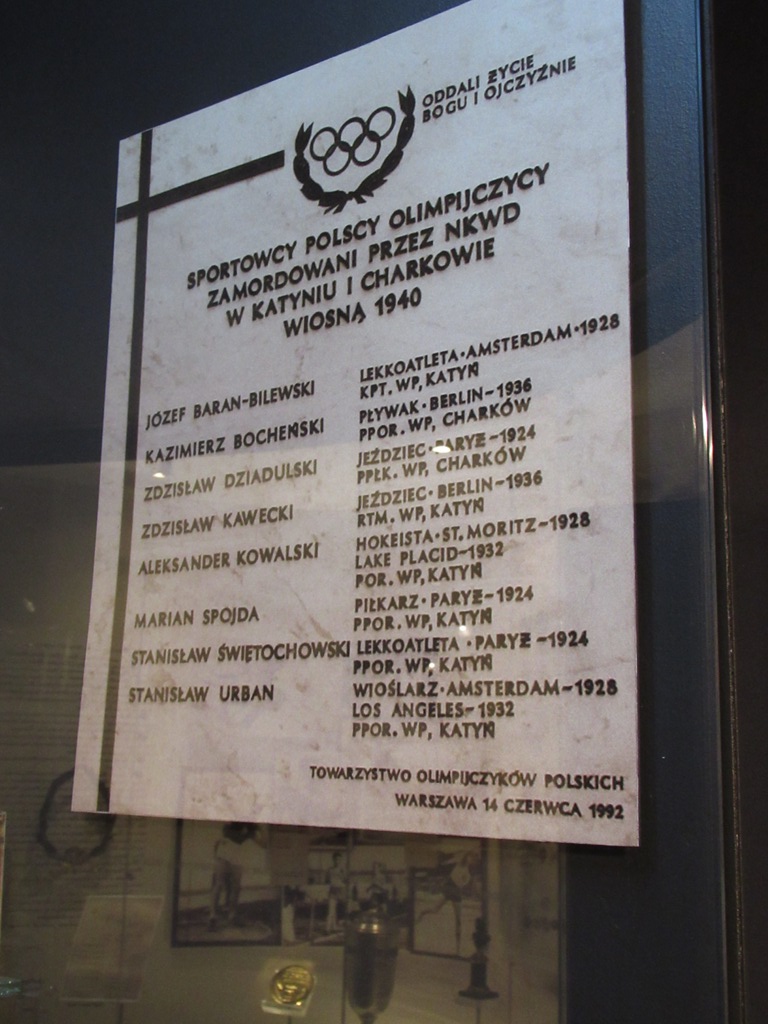 ODDALI ŻYCIE
BOGU I OJCZYŹNIE
SPORTOWCY POLSCY OLIMPIJCZYCY
ZAMORDOWANI PRZEZ NKWD
W KATYNIU I CHARKOWIE
WIOSNĄ 1940
JÓZEF BARAN-BILEWSKI LEKKOATLETA·AMSTERDAM·1928
KPT. WP, KATYŃ
KAZIMIERZ BOCHEŃSKI PŁYWAK·BERLIN-1936
PPOR. WP, CHARKÓW
ZDZISŁAW DZIADULSKI JEŹDZIEC·PARYŻ-1924
PPŁK. WP, CHARKÓW
ZDZISŁAW KAWECKI JEŹDZIEC·BERLIN-1936
RTM. WP, KATYŃ
ALEKSANDER KOWALSKI HOKEISTA·ST. MORITZ-1928
LAKE PLACID-1932
POR. WP, KATYŃ
MARIAN SPOJDA PIŁKARZ·PARYŻ-1924
PPOR. WP, KATYŃ
STANISŁAW ŚWIĘTOCHOWSKI LEKKOATLETA·PARYŻ-1924
PPOR. WP, KATYŃ
STANISŁAW URBAN WIOŚLARZ·AMSTERDAM-1928
LOS ANGELES-1932
PPOR. WP, KATYŃ
TOWARZYSTWO OLIMPIJCZYKÓW POLSKICH
WARSZAWA 14 CZERWCA 1992